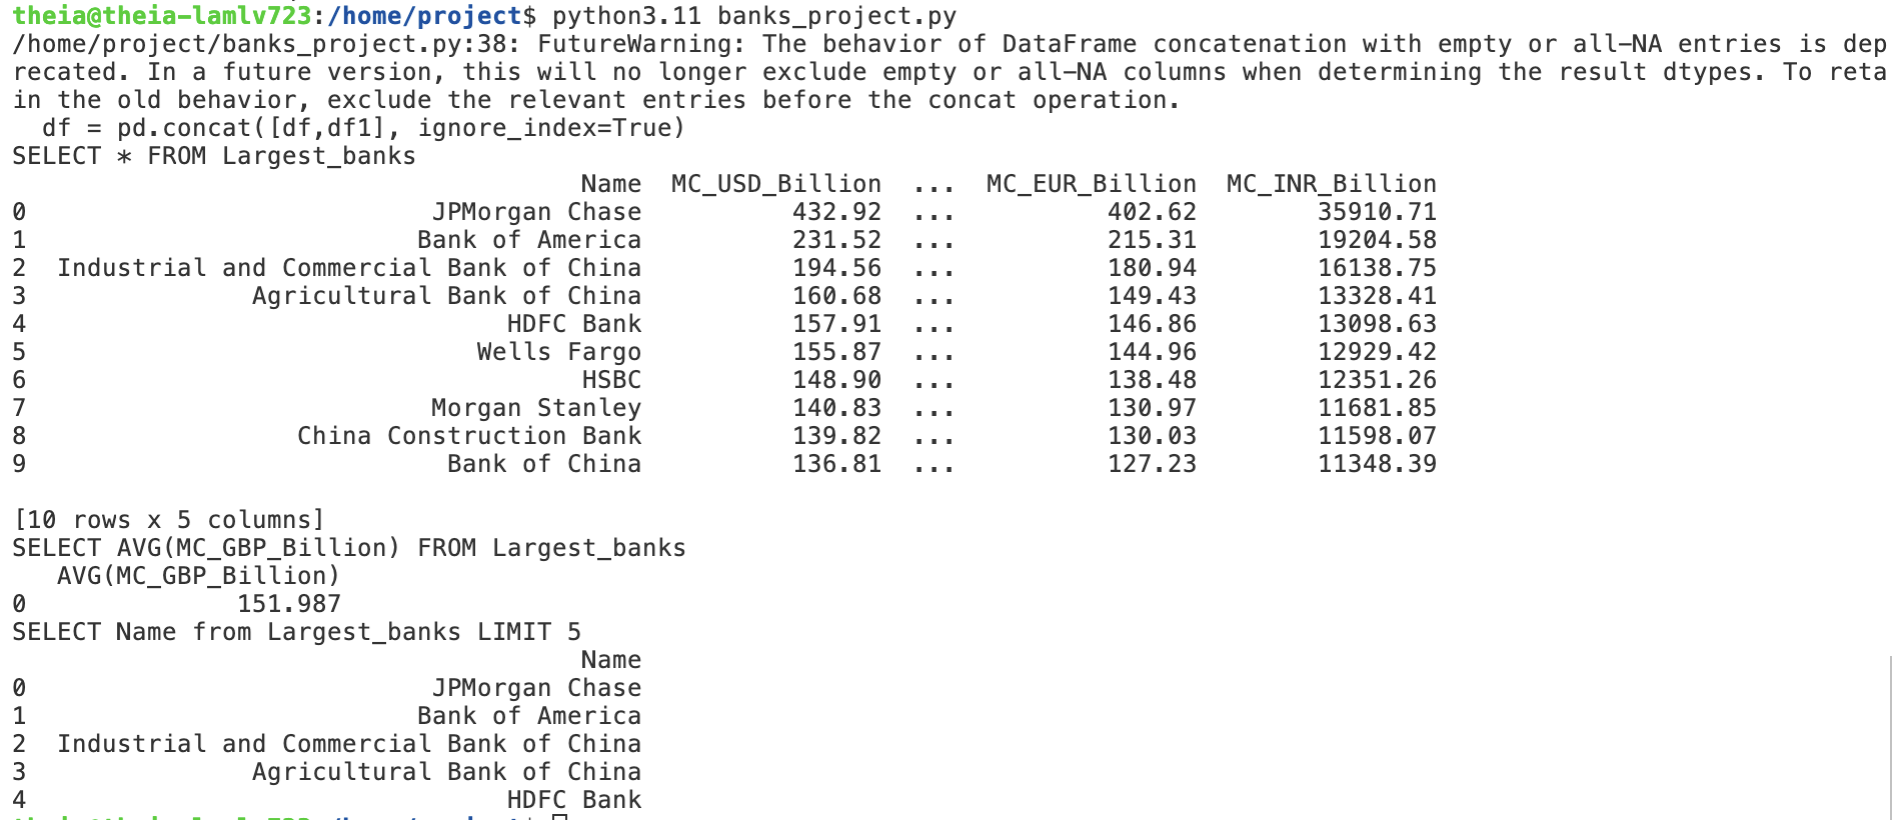 theia@theia-lamlv723:/home/project$ python3.11 banks_project.py
/home/project/banks_project.py:38: FutureWarning: The behavior of DataFrame concatenation with empty or all-NA entries is dep
recated. In a future version, this will no longer exclude empty or all-NA columns when determining the result dtypes. To reta
in the old behavior, exclude the relevant entries before the concat operation.
  df = pd.concat([df,df1], ignore_index=True)
SELECT * FROM Largest_banks
                                      Name  MC_USD_Billion  ...  MC_EUR_Billion  MC_INR_Billion
0                            JPMorgan Chase          432.92  ...          402.62        35910.71
1                           Bank of America          231.52  ...          215.31        19204.58
2   Industrial and Commercial Bank of China          194.56  ...          180.94        16138.75
3                Agricultural Bank of China          160.68  ...          149.43        13328.41
4                                 HDFC Bank          157.91  ...          146.86        13098.63
5                               Wells Fargo          155.87  ...          144.96        12929.42
6                                      HSBC          148.90  ...          138.48        12351.26
7                            Morgan Stanley          140.83  ...          130.97        11681.85
8                   China Construction Bank          139.82  ...          130.03        11598.07
9                             Bank of China          136.81  ...          127.23        11348.39
[10 rows x 5 columns]
SELECT AVG(MC_GBP_Billion) FROM Largest_banks
   AVG(MC_GBP_Billion)
0              151.987
SELECT Name from Largest_banks LIMIT 5
                                      Name
0                            JPMorgan Chase
1                           Bank of America
2   Industrial and Commercial Bank of China
3                Agricultural Bank of China
4                                 HDFC Bank